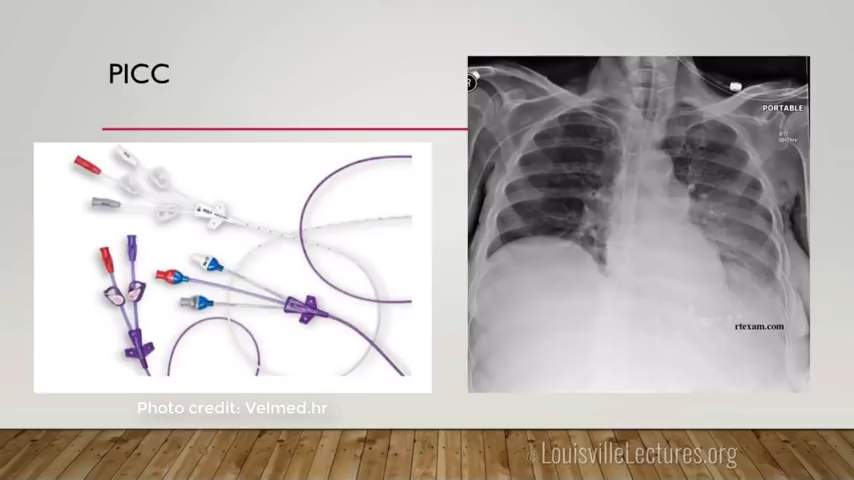 PICC
PORTABLE
rtexam.com
Photo credit: Velmed.hr
© LouisvilleLectures.org